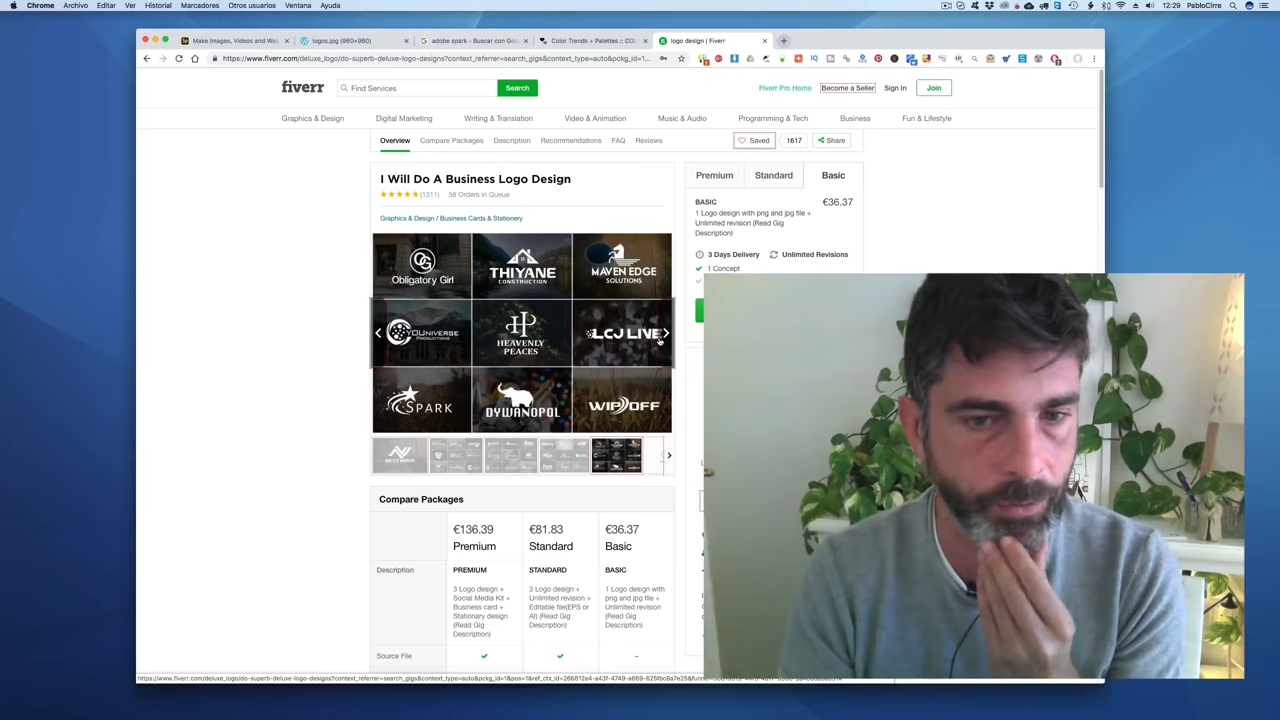 Chrome Archivo Editar Ver Historial Marcadores Otros usuarios Ventana Ayuda 12:29 PabloCirre
Make Images, Videos and Web logos.jpg (960×960) adobe spark - Buscar con Goo Color Trends + Palettes :: COL logo design | Fiverr
https://www.fiverr.com/deluxe_logo/do-superb-deluxe-logo-designs?context_referrer=search_gigs&context_type=auto&pckg_id=1...
fiverr Find Services Search Fiverr Pro Home Become a Seller Sign In Join
Graphics & Design Digital Marketing Writing & Translation Video & Animation Music & Audio Programming & Tech Business Fun & Lifestyle
Overview Compare Packages Description Recommendations FAQ Reviews Saved 1617 Share
I Will Do A Business Logo Design
(1311) 58 Orders in Queue
Graphics & Design / Business Cards & Stationery
Premium Standard Basic
BASIC €36.37
1 Logo design with png and jpg file +
Unlimited revision (Read Gig
Description)
3 Days Delivery Unlimited Revisions
1 Concept
OG
Obligatory Girl
THIYANE
CONSTRUCTION
MAVEN EDGE
SOLUTIONS
YOUNIVERSE
PRODUCTIONS
HEAVENLY
PEACES
LCJ LIVE
SPARK
DYWANOPOL
WIPOFF
NEXT WAVE
Compare Packages
€136.39 €81.83 €36.37
Premium Standard Basic
Description
PREMIUM
3 Logo design +
Social Media Kit +
Business card +
Stationary design
(Read Gig
Description)
STANDARD
3 Logo design +
Unlimited revision +
Editable file(EPS or
AI) (Read Gig
Description)
BASIC
1 Logo design with
png and jpg file +
Unlimited revision
(Read Gig
Description)
Source File